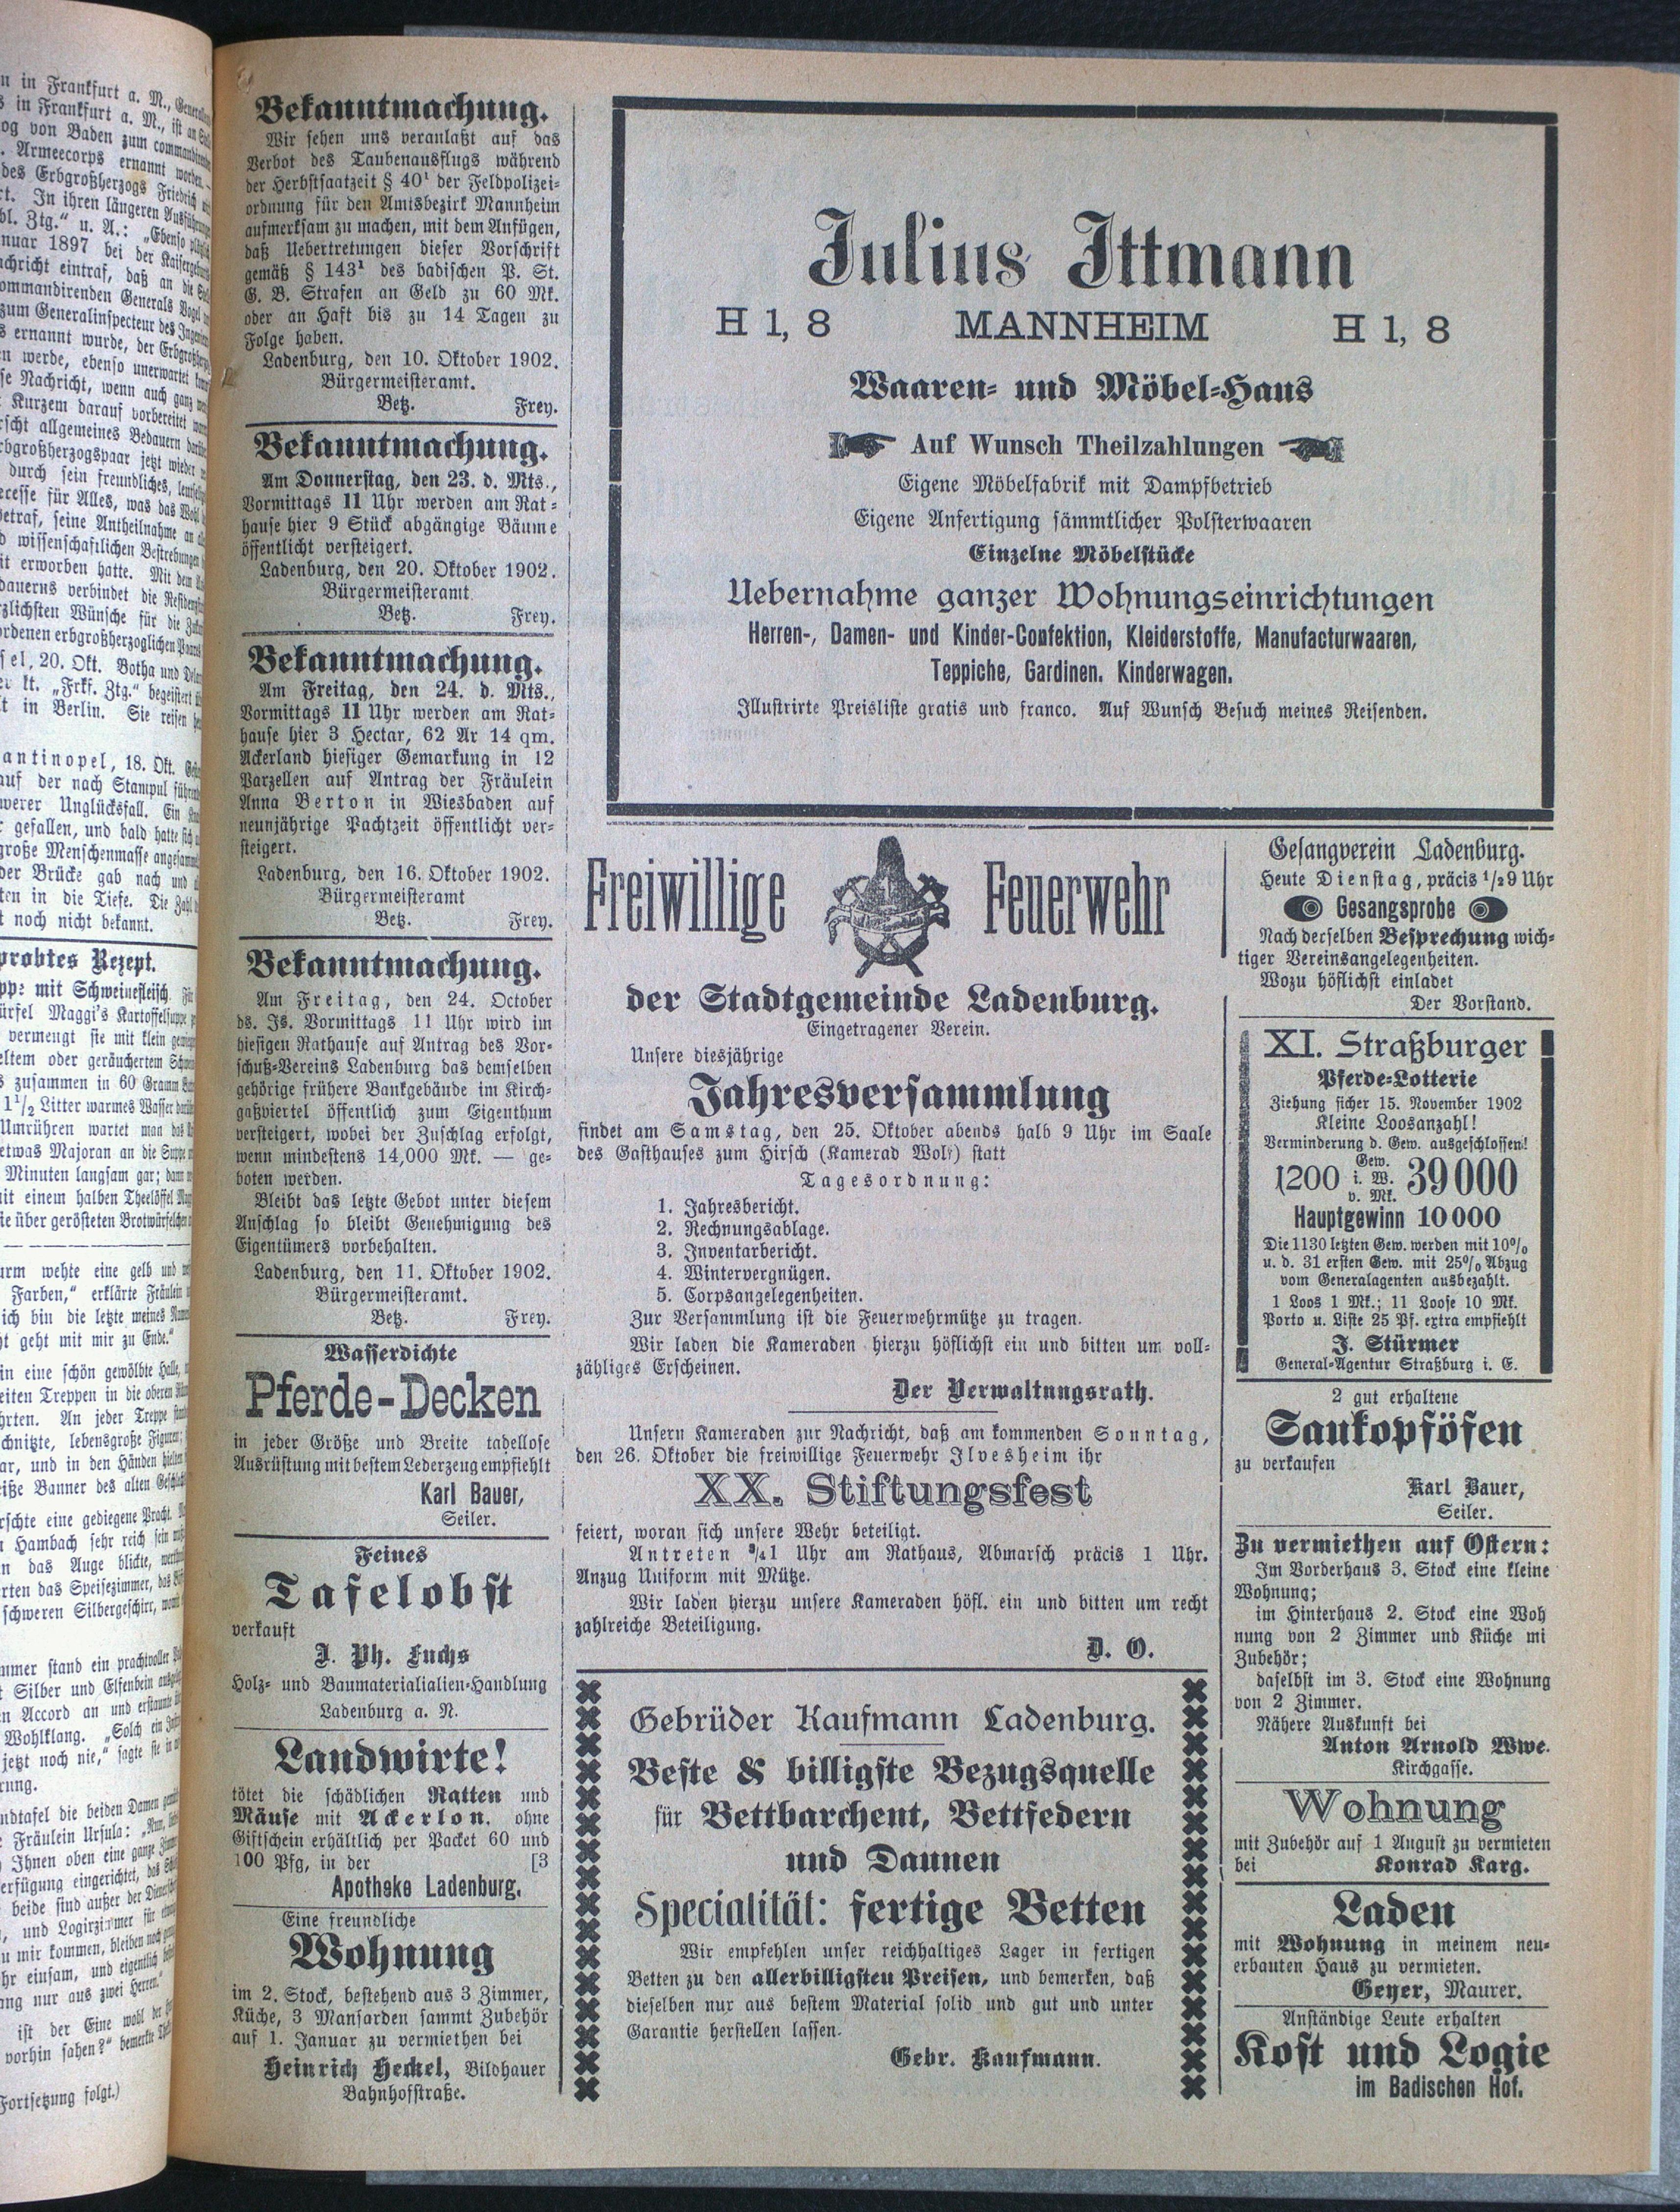 Bekanntmachung.
Wir sehen uns veranlaßt auf das
Verbot des Taubenausflugs während
der Herbstsaatzeit § 40¹ der Feldpolizei-
ordnung für den Amtsbezirk Mannheim
aufmerksam zu machen, mit dem Anfügen,
daß Uebertretungen dieser Vorschrift
gemäß § 143¹ des badischen P. St.
G. B. Strafen an Geld zu 60 Mk.
oder an Haft bis zu 14 Tagen zu
Folge haben.
Ladenburg, den 10. Oktober 1902.
Bürgermeisteramt.
Betz. Frey.
Bekanntmachung.
Am Donnerstag, den 23. d. Mts.,
Vormittags 11 Uhr werden am Rat-
hause hier 9 Stück abgängige Bäume
öffentlicht versteigert.
Ladenburg, den 20. Oktober 1902.
Bürgermeisteramt
Betz. Frey.
Bekanntmachung.
Am Freitag, den 24. d. Mts.,
Vormittags 11 Uhr werden am Rat-
hause hier 3 Hectar, 62 Ar 14 qm.
Ackerland hiesiger Gemarkung in 12
Parzellen auf Antrag der Fräulein
Anna Berton in Wiesbaden auf
neunjährige Pachtzeit öffentlicht ver-
steigert.
Ladenburg, den 16. Oktober 1902.
Bürgermeisteramt
Betz. Frey.
Bekanntmachung.
Am Freitag, den 24. October
ds. Js. Vormittags 11 Uhr wird im
hiesigen Rathause auf Antrag des Vor-
schuß-Vereins Ladenburg das demselben
gehörige frühere Bankgebäude im Kirch-
gaßviertel öffentlich zum Eigenthum
versteigert, wobei der Zuschlag erfolgt,
wenn mindestens 14,000 Mk. — ge-
boten werden.
Bleibt das letzte Gebot unter diesem
Anschlag so bleibt Genehmigung des
Eigentümers vorbehalten.
Ladenburg, den 11. Oktober 1902.
Bürgermeisteramt.
Betz. Frey.
Wasserdichte
Pferde-Decken
in jeder Größe und Breite tadellose
Ausrüstung mit bestem Lederzeug empfiehlt
Karl Bauer,
Seiler.
Feines
Tafelobst
verkauft
J. Ph. Fuchs
Holz- und Baumaterialialien-Handlung
Ladenburg a. N.
Landwirte!
tötet die schädlichen Ratten und
Mäuse mit Ackerlon, ohne
Giftschein erhältlich per Packet 60 und
100 Pfg, in der [3
Apotheke Ladenburg.
Eine freundliche
Wohnung
im 2. Stock, bestehend aus 3 Zimmer,
Küche, 3 Mansarden sammt Zubehör
auf 1. Januar zu vermiethen bei
Heinrich Heckel, Bildhauer
Bahnhofstraße.
Julius Ittmann
H 1, 8 MANNHEIM H 1, 8
Waaren- und Möbel-Haus
Auf Wunsch Theilzahlungen
Eigene Möbelfabrik mit Dampfbetrieb
Eigene Anfertigung sämmtlicher Polsterwaaren
Einzelne Möbelstücke
Uebernahme ganzer Wohnungseinrichtungen
Herren-, Damen- und Kinder-Confektion, Kleiderstoffe, Manufacturwaaren,
Teppiche, Gardinen. Kinderwagen.
Illustrirte Preisliste gratis und franco. Auf Wunsch Besuch meines Reisenden.
Freiwillige Feuerwehr
der Stadtgemeinde Ladenburg.
Eingetragener Verein.
Unsere diesjährige
Jahresversammlung
findet am Samstag, den 25. Oktober abends halb 9 Uhr im Saale
des Gasthauses zum Hirsch (Kamerad Wolf) statt
Tagesordnung:
1. Jahresbericht.
2. Rechnungsablage.
3. Inventarbericht.
4. Wintervergnügen.
5. Corpsangelegenheiten.
Zur Versammlung ist die Feuerwehrmütze zu tragen.
Wir laden die Kameraden hierzu höflichst ein und bitten um voll-
zähliges Erscheinen.
Der Verwaltungsrath.
Unsern Kameraden zur Nachricht, daß am kommenden Sonntag,
den 26. Oktober die freiwillige Feuerwehr Ilvesheim ihr
XX. Stiftungsfest
feiert, woran sich unsere Wehr beteiligt.
Antreten ³/₄1 Uhr am Rathaus, Abmarsch präcis 1 Uhr.
Anzug Uniform mit Mütze.
Wir laden hierzu unsere Kameraden höfl. ein und bitten um recht
zahlreiche Beteiligung.
D. O.
Gebrüder Kaufmann Ladenburg.
Beste & billigste Bezugsquelle
für Bettbarchent, Bettfedern
und Daunen
Specialität: fertige Betten
Wir empfehlen unser reichhaltiges Lager in fertigen
Betten zu den allerbilligsten Preisen, und bemerken, daß
dieselben nur aus bestem Material solid und gut und unter
Garantie herstellen lassen.
Gebr. Kaufmann.
Gesangverein Ladenburg.
Heute Dienstag, präcis ¹/₂9 Uhr
Gesangsprobe
Nach derselben Besprechung wich-
tiger Vereinsangelegenheiten.
Wozu höflichst einladet
Der Vorstand.
XI. Straßburger
Pferde-Lotterie
Ziehung sicher 15. November 1902
Kleine Loosanzahl!
Verminderung d. Gew. ausgeschlossen!
1200 Gew. i. W. v. Mk. 39000
Hauptgewinn 10000
Die 1130 letzten Gew. werden mit 10%
u. d. 31 ersten Gew. mit 25% Abzug
vom Generalagenten ausbezahlt.
1 Loos 1 Mk.; 11 Loose 10 Mk.
Porto u. Liste 25 Pf. extra empfiehlt
J. Stürmer
General-Agentur Straßburg i. E.
2 gut erhaltene
Saukopföfen
zu verkaufen
Karl Bauer,
Seiler.
Zu vermiethen auf Ostern:
Im Vorderhaus 3. Stock eine kleine
Wohnung;
im Hinterhaus 2. Stock eine Woh
nung von 2 Zimmer und Küche mi
Zubehör;
daselbst im 3. Stock eine Wohnung
von 2 Zimmer.
Nähere Auskunft bei
Anton Arnold Wwe.
Kirchgasse.
Wohnung
mit Zubehör auf 1 August zu vermieten
bei Konrad Karg.
Laden
mit Wohnung in meinem neu-
erbauten Haus zu vermieten.
Geyer, Maurer.
Anständige Leute erhalten
Kost und Logie
im Badischen Hof.